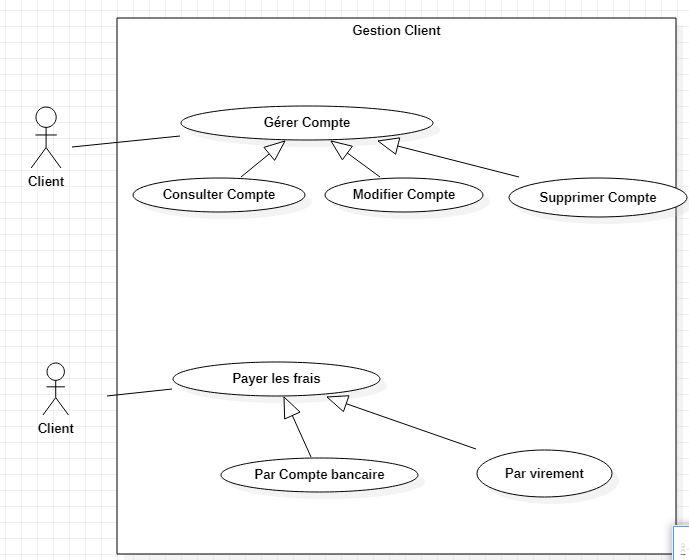 Gestion Client
Gérer Compte
Client
Consulter Compte
Modifier Compte
Supprimer Compte
Payer les frais
Client
Par Compte bancaire
Par virement